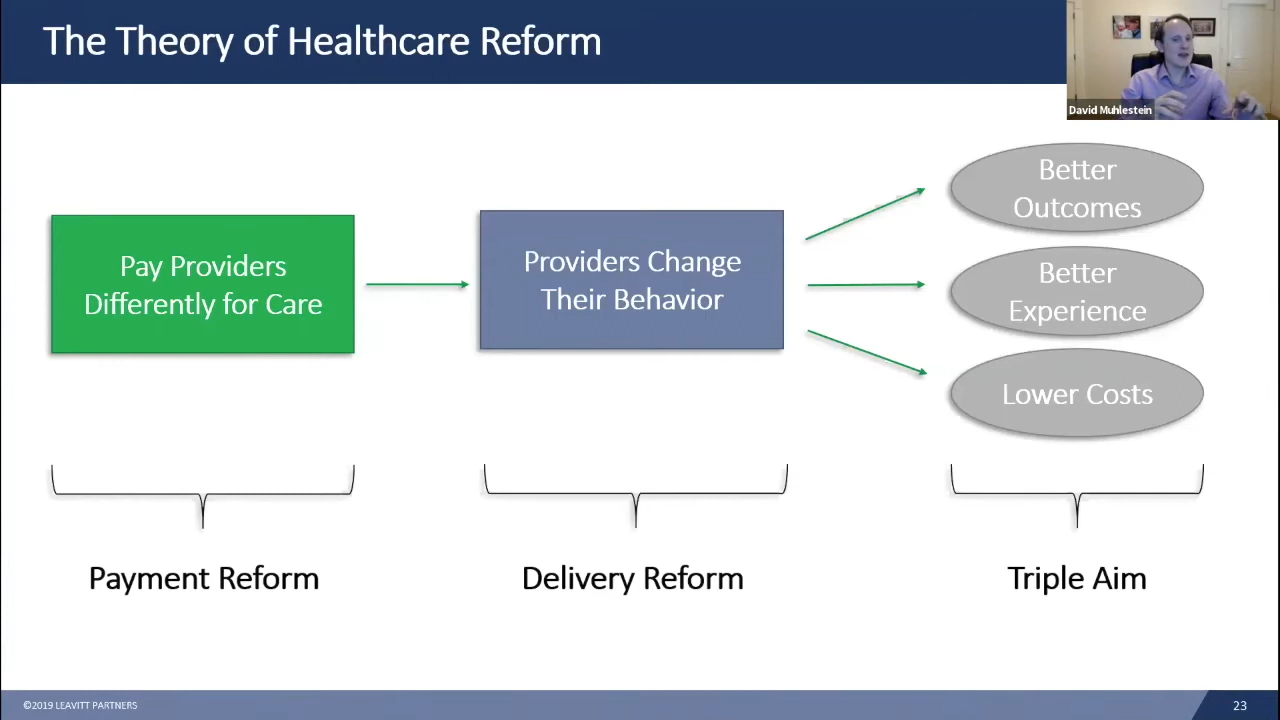 The Theory of Healthcare Reform
David Muhlestein
Pay Providers
Differently for Care
Providers Change
Their Behavior
Better
Outcomes
Better
Experience
Lower Costs
Payment Reform
Delivery Reform
Triple Aim
©2019 LEAVITT PARTNERS
23